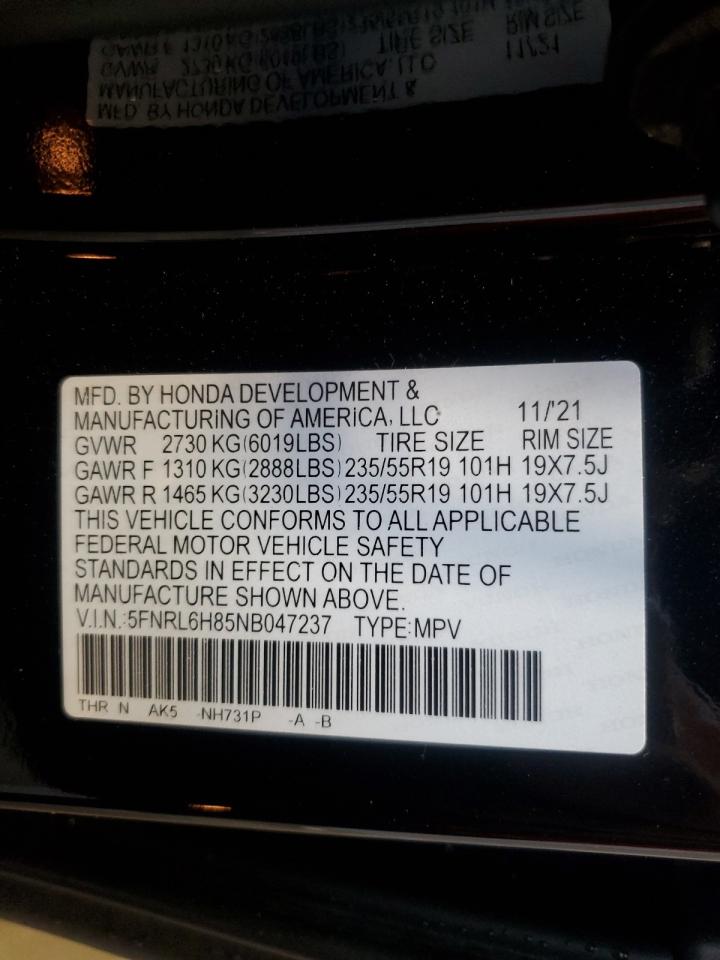 MFD. BY HONDA DEVELOPMENT &
MANUFACTURING OF AMERICA, LLC 11/'21
GVWR 2730 KG(6019LBS) TIRE SIZE RIM SIZE
GAWR F 1310 KG(2888LBS) 235/55R19 101H 19X7.5J
GAWR R 1465 KG(3230LBS) 235/55R19 101H 19X7.5J
THIS VEHICLE CONFORMS TO ALL APPLICABLE
FEDERAL MOTOR VEHICLE SAFETY
STANDARDS IN EFFECT ON THE DATE OF
MANUFACTURE SHOWN ABOVE.
V.I.N.:5FNRL6H85NB047237 TYPE:MPV
THR N AK5 -NH731P -A -B